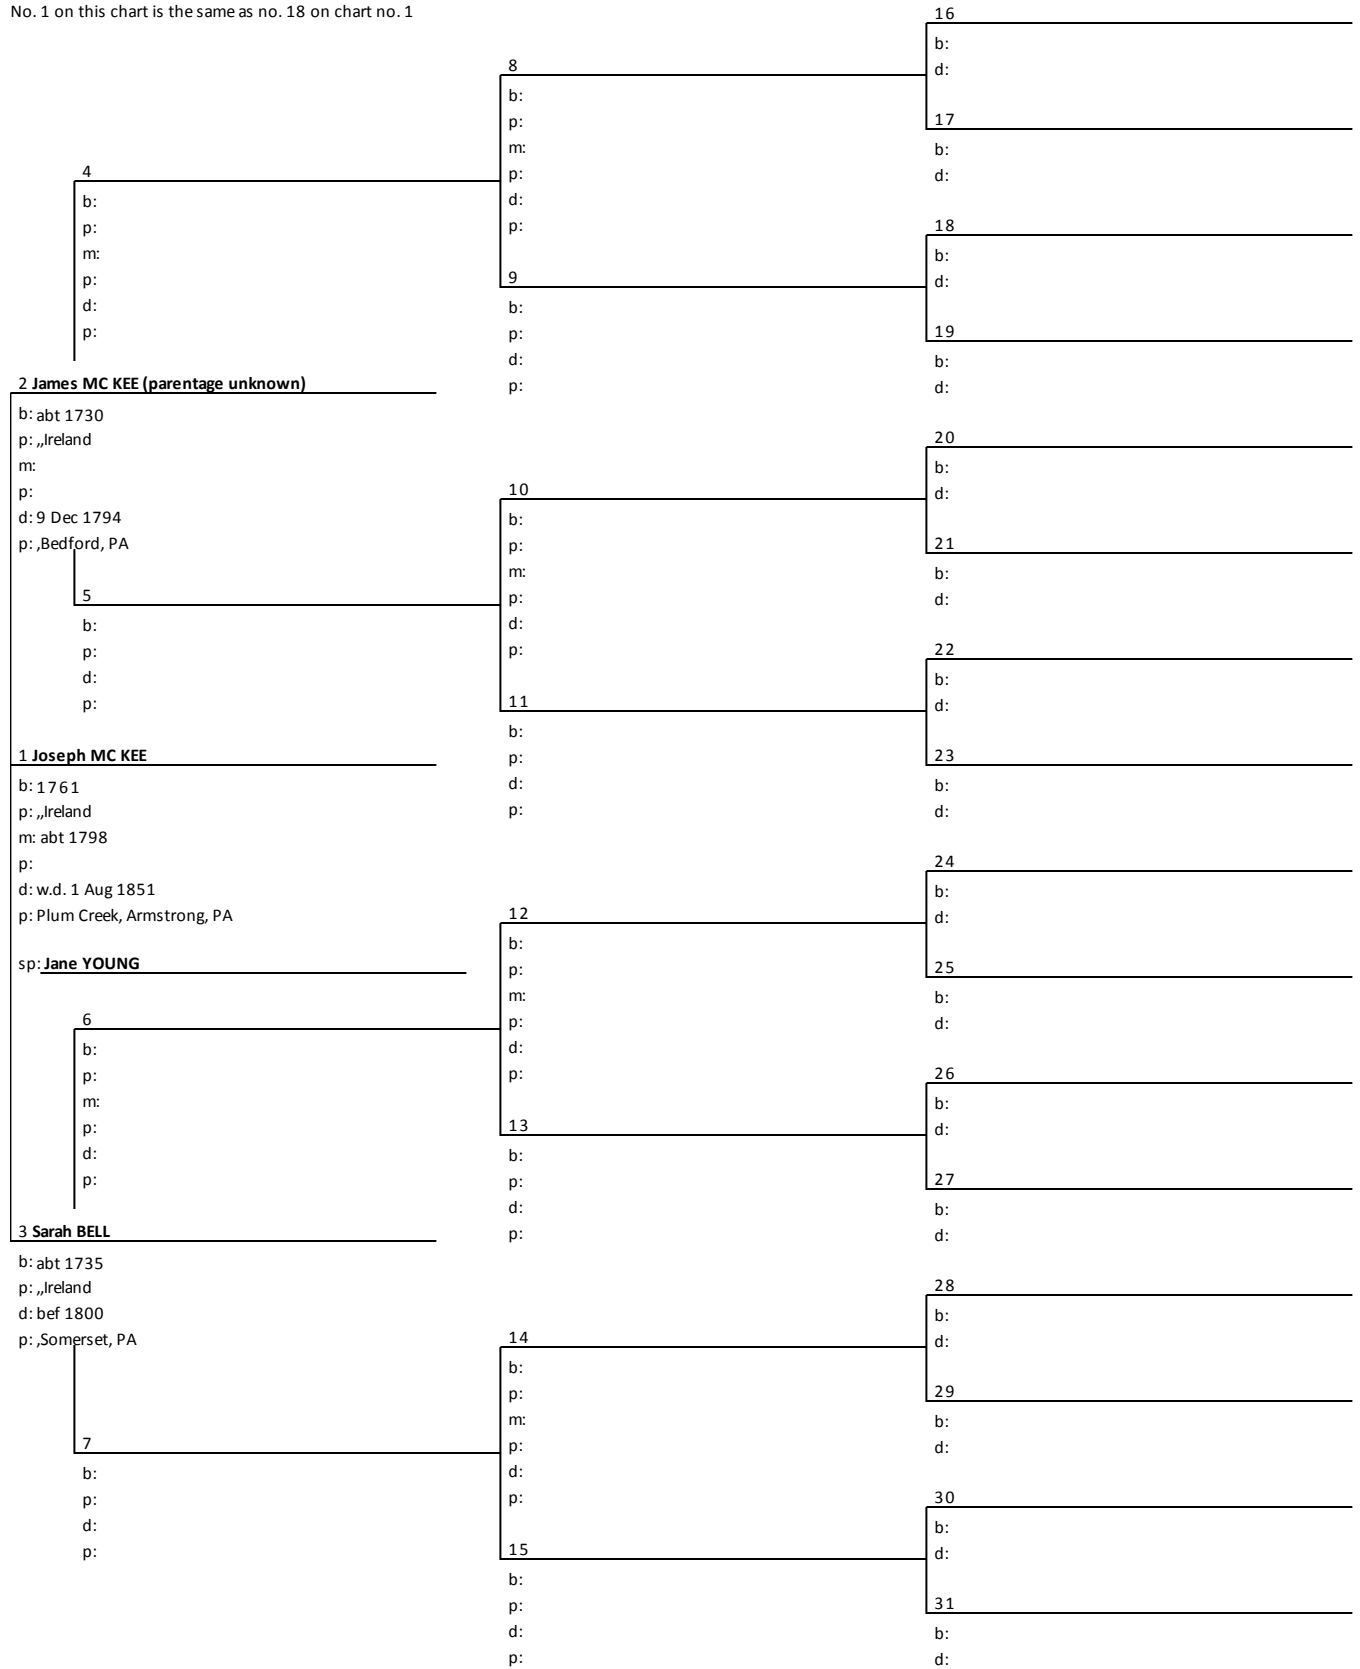 No. 1 on this chart is the same as no. 18 on chart no. 1
16
b:
d:
8
b:
p:
m:
p:
d:
p:
17
b:
d:
4
b:
p:
m:
p:
d:
p:
18
b:
d:
9
b:
p:
d:
p:
19
b:
d:
2 James MC KEE (parentage unknown)
b: abt 1730
p: ,,Ireland
m:
p:
d: 9 Dec 1794
p: ,Bedford, PA
20
b:
d:
10
b:
p:
m:
p:
d:
p:
21
b:
d:
5
b:
p:
d:
p:
22
b:
d:
11
b:
p:
d:
p:
23
b:
d:
1 Joseph MC KEE
b: 1761
p: ,,Ireland
m: abt 1798
p:
d: w.d. 1 Aug 1851
p: Plum Creek, Armstrong, PA
sp: Jane YOUNG
24
b:
d:
12
b:
p:
m:
p:
d:
p:
25
b:
d:
6
b:
p:
m:
p:
d:
p:
26
b:
d:
13
b:
p:
d:
p:
27
b:
d:
3 Sarah BELL
b: abt 1735
p: ,,Ireland
d: bef 1800
p: ,Somerset, PA
28
b:
d:
14
b:
p:
m:
p:
d:
p:
29
b:
d:
7
b:
p:
d:
p:
30
b:
d:
15
b:
p:
d:
p:
31
b:
d: